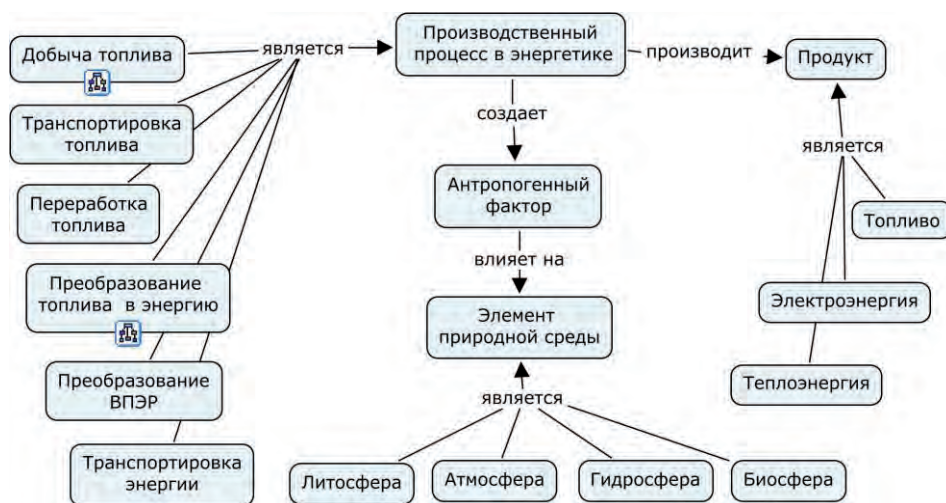 Добыча топлива
является
Производственный
процесс в энергетике
производит
Продукт
Транспортировка
топлива
создает
является
Переработка
топлива
Антропогенный
фактор
Топливо
влияет на
Преобразование
топлива в энергию
Элемент
природной среды
Электроэнергия
Преобразование
ВПЭР
является
Теплоэнергия
Транспортировка
энергии
Литосфера
Атмосфера
Гидросфера
Биосфера